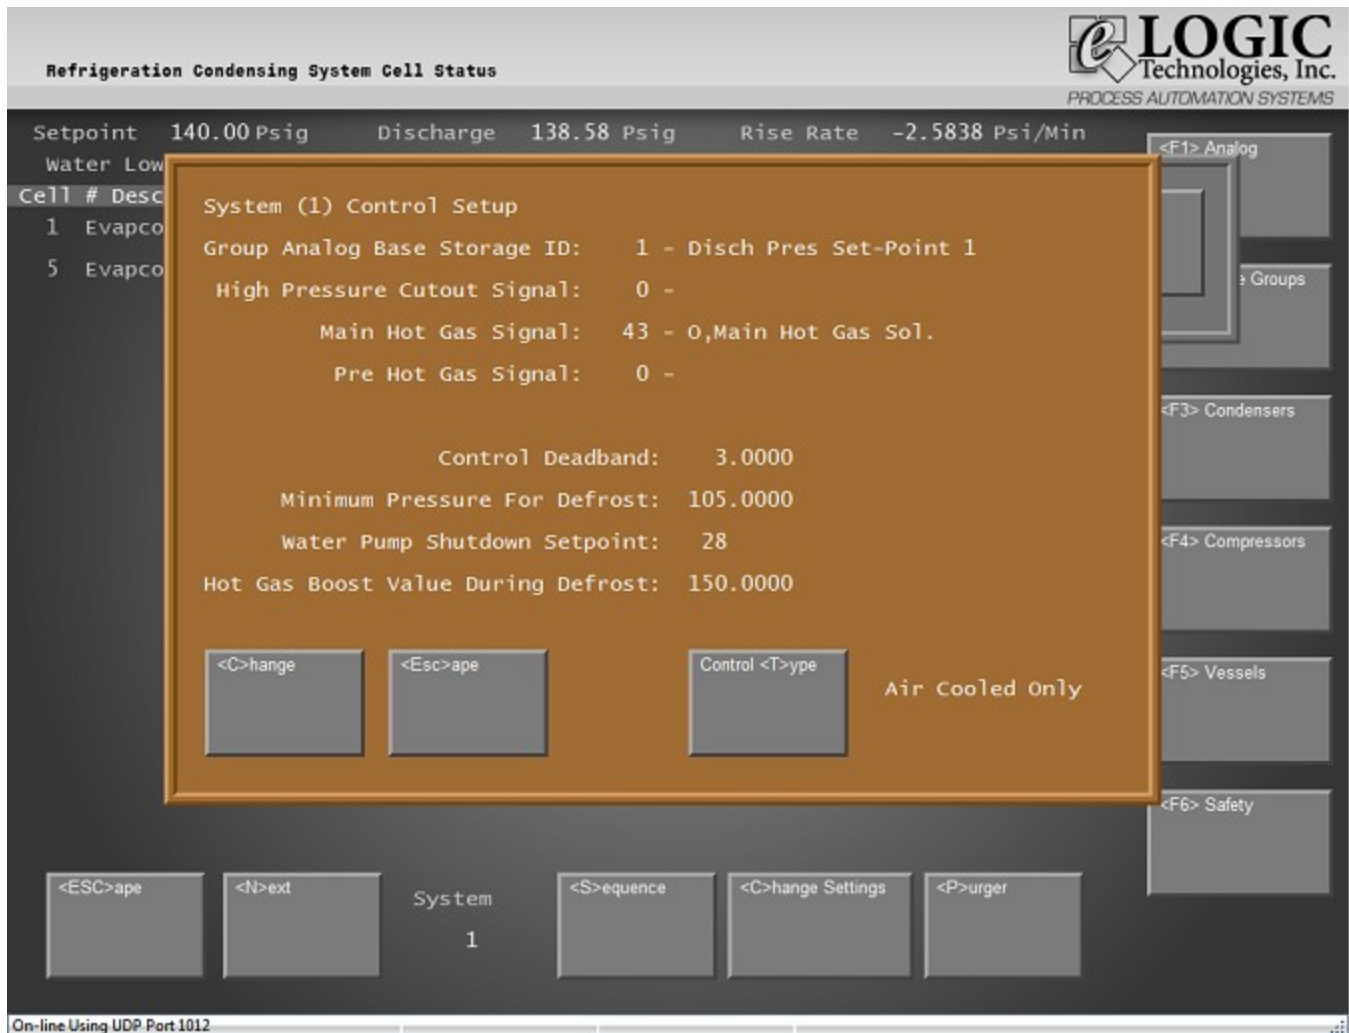 LOGIC
Technologies, Inc.
PROCESS AUTOMATION SYSTEMS
Refrigeration Condensing System Cell Status
Setpoint 140.00 Psig Discharge 138.58 Psig Rise Rate -2.5838 Psi/Min
Water Low
Cell # Desc
1 Evapco
5 Evapco
System (1) Control Setup
Group Analog Base Storage ID: 1 - Disch Pres Set-Point 1
High Pressure Cutout Signal: 0 -
Main Hot Gas Signal: 43 - O,Main Hot Gas Sol.
Pre Hot Gas Signal: 0 -
Control Deadband: 3.0000
Minimum Pressure For Defrost: 105.0000
Water Pump Shutdown Setpoint: 28
Hot Gas Boost Value During Defrost: 150.0000
<C>hange <Esc>ape Control <T>ype Air Cooled Only
<F1> Analog
Groups
<F3> Condensers
<F4> Compressors
<F5> Vessels
<F6> Safety
<ESC>ape <N>ext System 1 <S>equence <C>hange Settings <P>urger
On-line Using UDP Port 1012